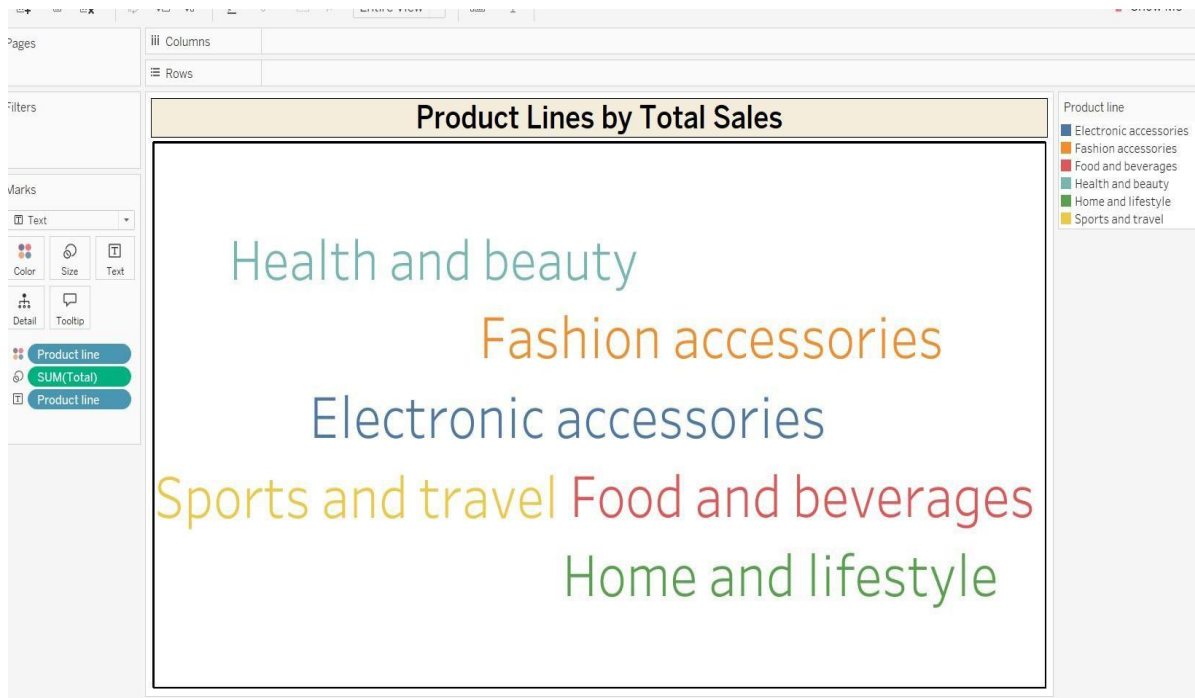 Pages
iii Columns
Rows
Filters
Product Lines by Total Sales
Product line
Electronic accessories
Fashion accessories
Food and beverages
Health and beauty
Home and lifestyle
Sports and travel
Marks
Text
Color
Size
Text
Detail
Tooltip
Product line
SUM(Total)
Product line
Health and beauty
Fashion accessories
Electronic accessories
Sports and travel Food and beverages
Home and lifestyle